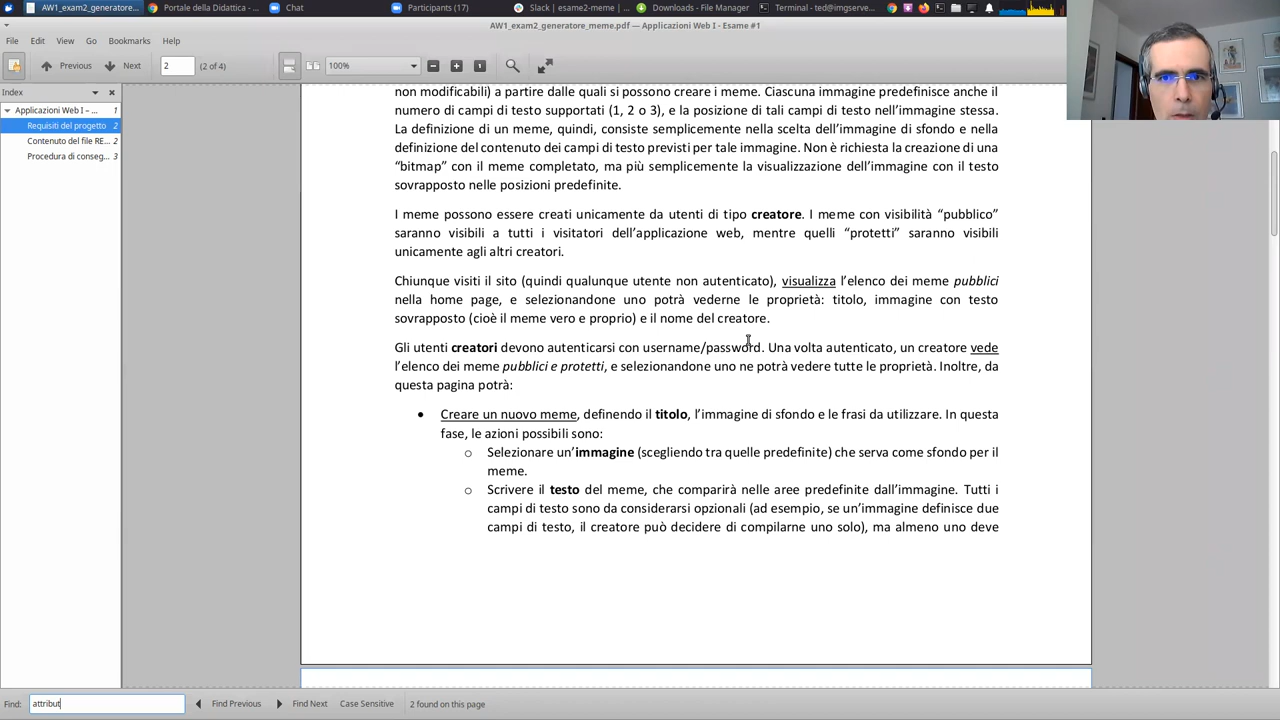 AW1_exam2_generatore_meme.pdf
Portale della Didattica -...
Chat
Participants (17)
Slack | esame2-meme | ...
Downloads - File Manager
Terminal - ted@imgserve...
AW1_exam2_generatore_meme.pdf — Applicazioni Web I - Esame #1
File Edit View Go Bookmarks Help
Previous Next 2 (2 of 4) 100%
Index
Applicazioni Web I – ... 1
Requisiti del progetto 2
Contenuto del file RE... 2
Procedura di conseg... 3
non modificabili) a partire dalle quali si possono creare i meme. Ciascuna immagine predefinisce anche il
numero di campi di testo supportati (1, 2 o 3), e la posizione di tali campi di testo nell’immagine stessa.
La definizione di un meme, quindi, consiste semplicemente nella scelta dell’immagine di sfondo e nella
definizione del contenuto dei campi di testo previsti per tale immagine. Non è richiesta la creazione di una
“bitmap” con il meme completato, ma più semplicemente la visualizzazione dell’immagine con il testo
sovrapposto nelle posizioni predefinite.
I meme possono essere creati unicamente da utenti di tipo creatore. I meme con visibilità “pubblico”
saranno visibili a tutti i visitatori dell’applicazione web, mentre quelli “protetti” saranno visibili
unicamente agli altri creatori.
Chiunque visiti il sito (quindi qualunque utente non autenticato), visualizza l’elenco dei meme pubblici
nella home page, e selezionandone uno potrà vederne le proprietà: titolo, immagine con testo
sovrapposto (cioè il meme vero e proprio) e il nome del creatore.
Gli utenti creatori devono autenticarsi con username/password. Una volta autenticato, un creatore vede
l’elenco dei meme pubblici e protetti, e selezionandone uno ne potrà vedere tutte le proprietà. Inoltre, da
questa pagina potrà:
• Creare un nuovo meme, definendo il titolo, l’immagine di sfondo e le frasi da utilizzare. In questa
fase, le azioni possibili sono:
o Selezionare un’immagine (scegliendo tra quelle predefinite) che serva come sfondo per il
meme.
o Scrivere il testo del meme, che comparirà nelle aree predefinite dall’immagine. Tutti i
campi di testo sono da considerarsi opzionali (ad esempio, se un’immagine definisce due
campi di testo, il creatore può decidere di compilarne uno solo), ma almeno uno deve
Find: attribut Find Previous Find Next Case Sensitive 2 found on this page